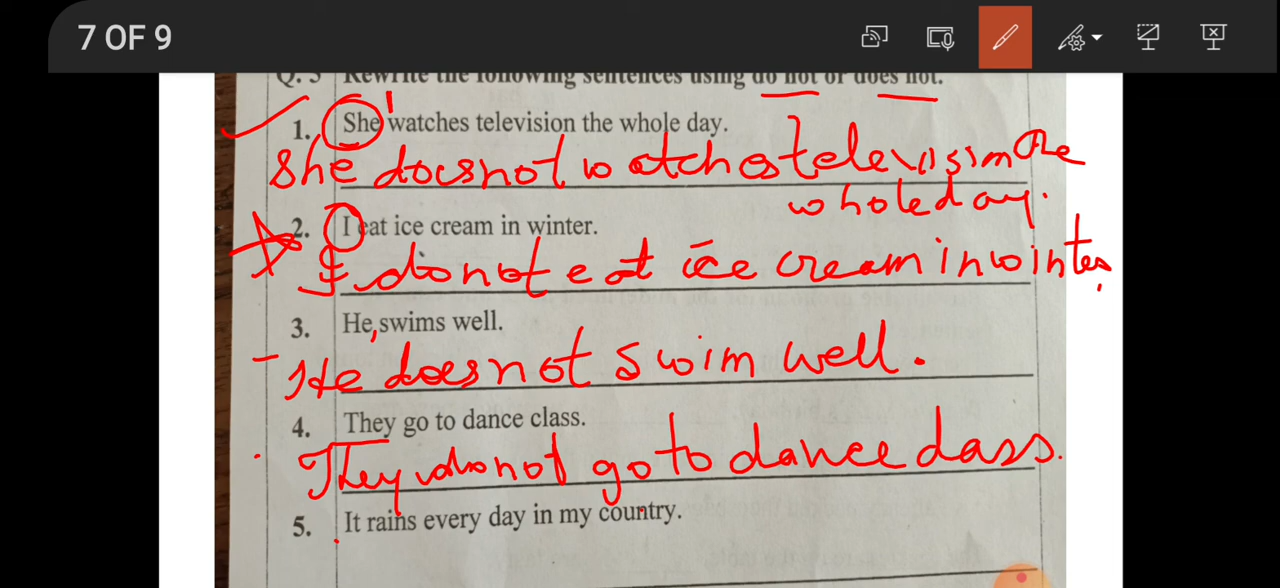 7 OF 9
Q. 3 Rewrite the following sentences using do not or does not.
1. She watches television the whole day.
She does not watches television the
whole day.
2. I eat ice cream in winter.
I do not eat ice cream in winter.
3. He swims well.
He does not swim well.
4. They go to dance class.
They do not go to dance class.
5. It rains every day in my country.